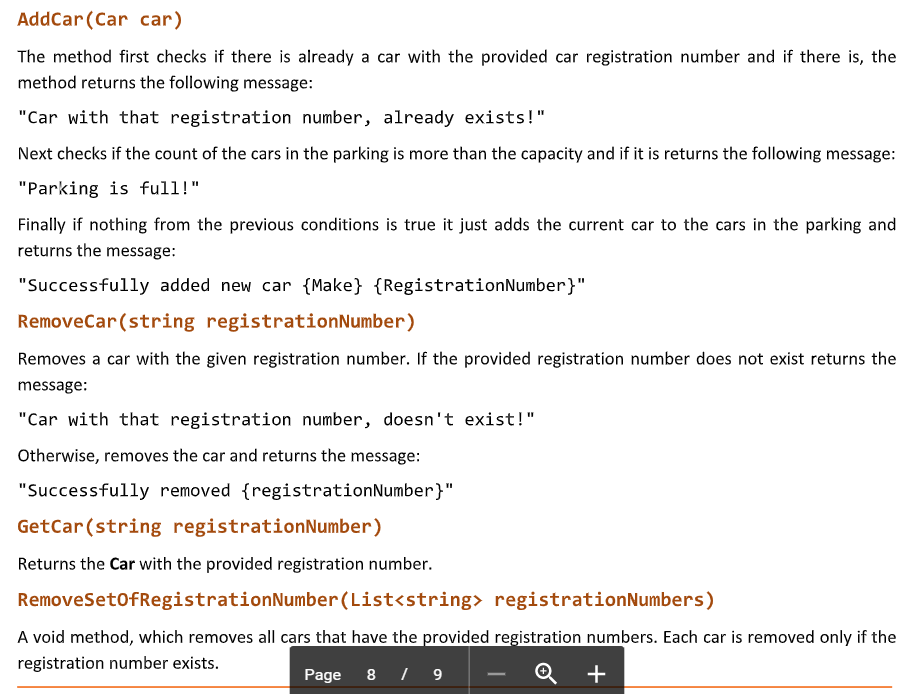 AddCar(Car car)
The method first checks if there is already a car with the provided car registration number and if there is, the
method returns the following message:
"Car with that registration number, already exists!"
Next checks if the count of the cars in the parking is more than the capacity and if it is returns the following message:
"Parking is full!"
Finally if nothing from the previous conditions is true it just adds the current car to the cars in the parking and
returns the message:
"Successfully added new car {Make} {RegistrationNumber}"
RemoveCar(string registrationNumber)
Removes a car with the given registration number. If the provided registration number does not exist returns the
message:
"Car with that registration number, doesn't exist!"
Otherwise, removes the car and returns the message:
"Successfully removed {registrationNumber}"
GetCar(string registrationNumber)
Returns the Car with the provided registration number.
RemoveSetOfRegistrationNumber(List<string> registrationNumbers)
A void method, which removes all cars that have the provided registration numbers. Each car is removed only if the
registration number exists.
Page 8 / 9